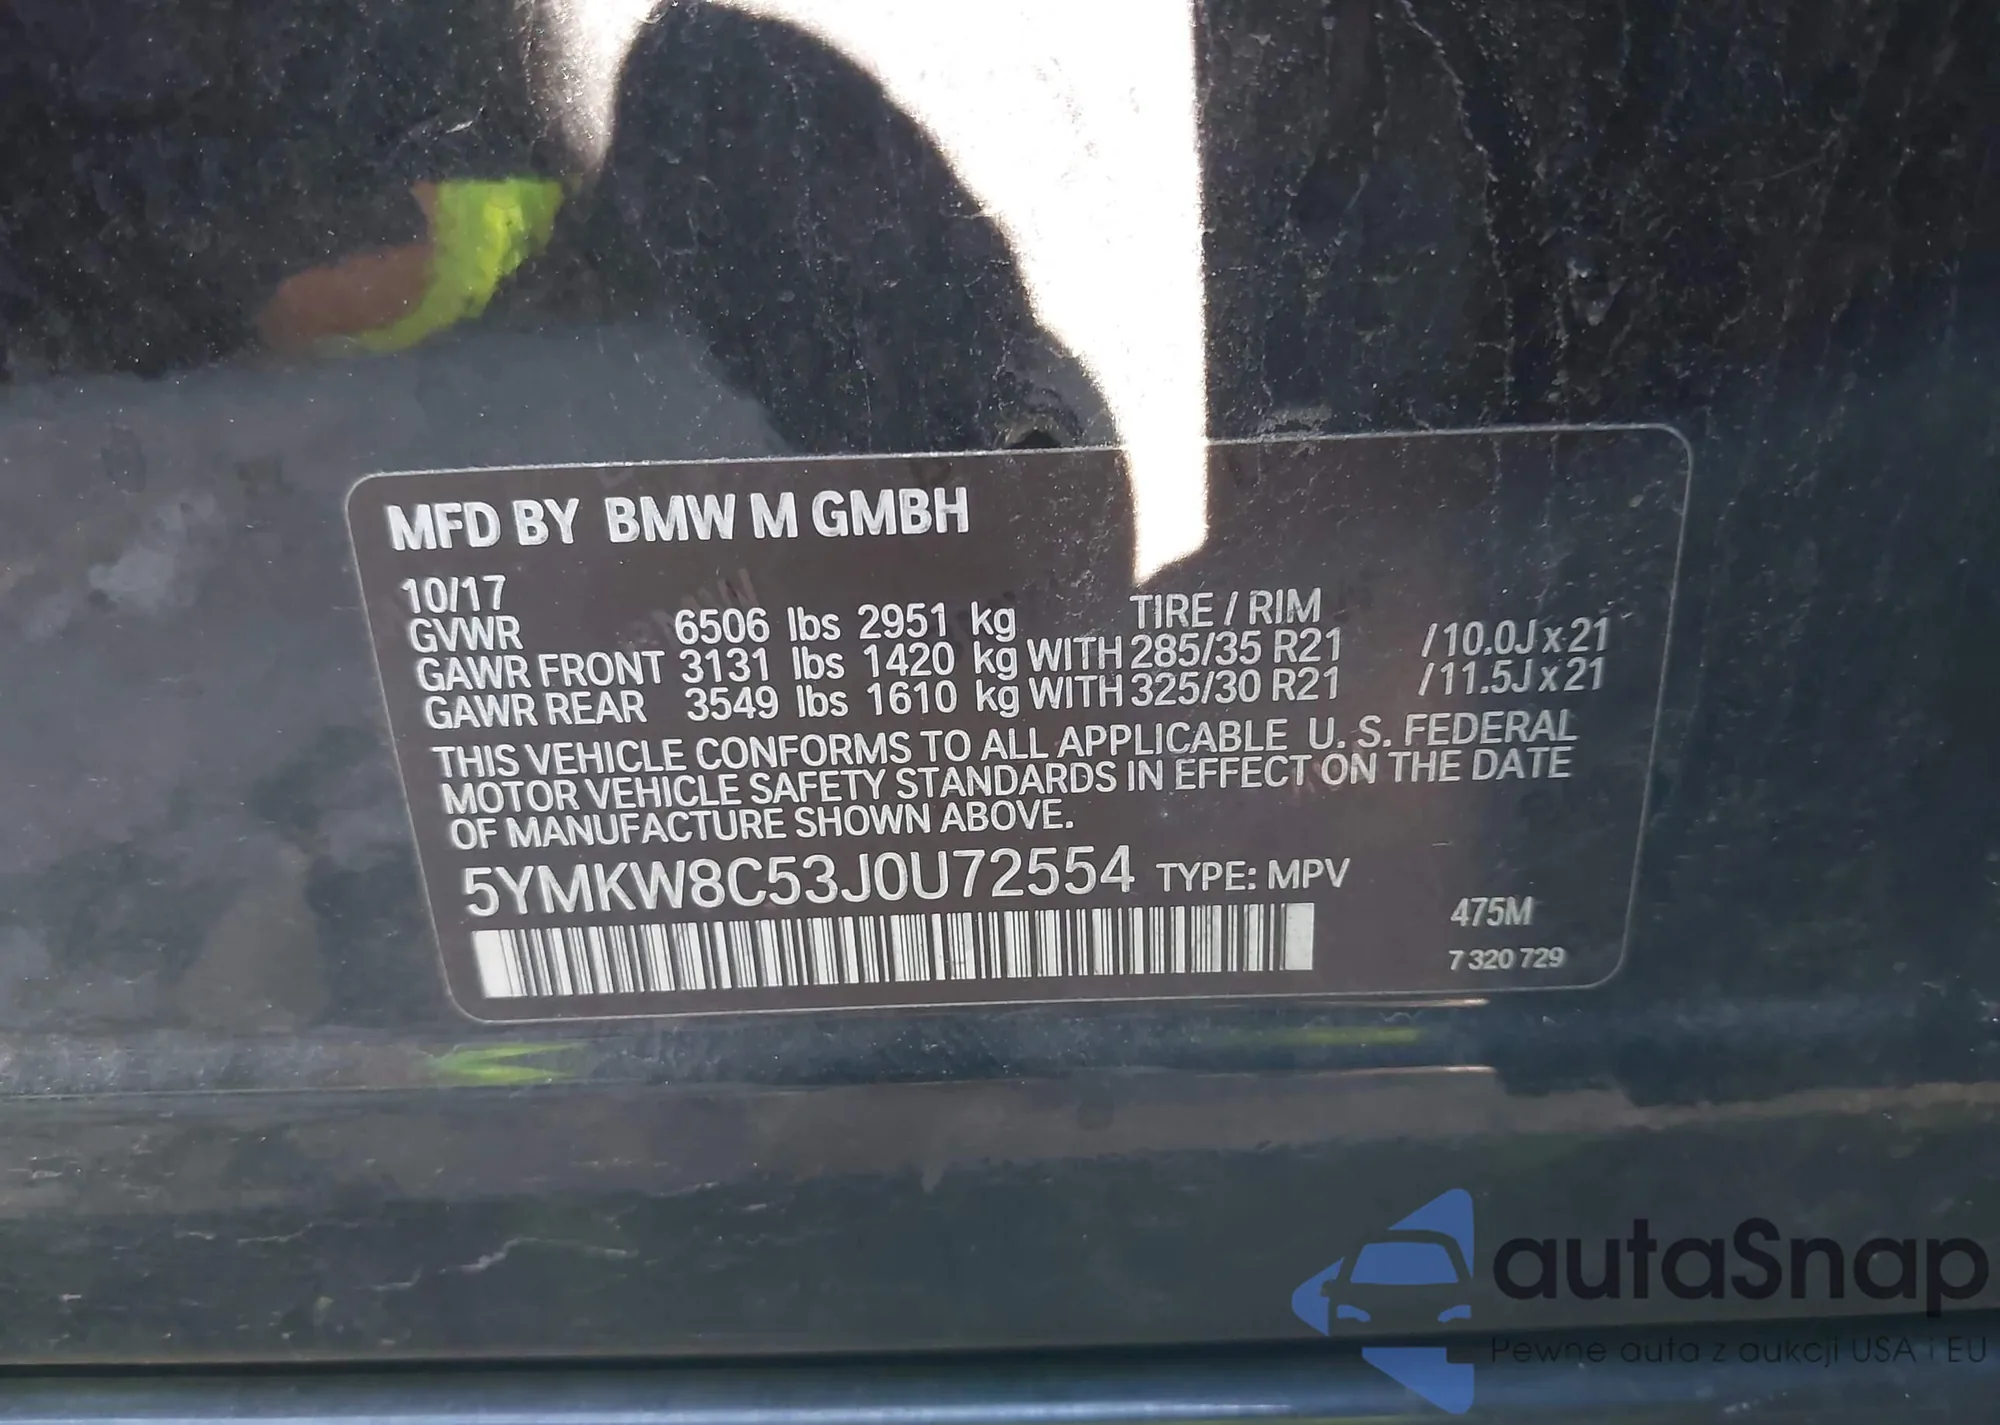 MFD BY BMW M GMBH
10/17 TIRE / RIM
GVWR 6506 lbs 2951 kg
GAWR FRONT 3131 lbs 1420 kg WITH 285/35 R21 /10.0J x 21
GAWR REAR 3549 lbs 1610 kg WITH 325/30 R21 /11.5J x 21
THIS VEHICLE CONFORMS TO ALL APPLICABLE U. S. FEDERAL
MOTOR VEHICLE SAFETY STANDARDS IN EFFECT ON THE DATE
OF MANUFACTURE SHOWN ABOVE.
5YMKW8C53J0U72554 TYPE: MPV
475M
7 320 729
autaSnap
Pewne auta z aukcji USA i EU